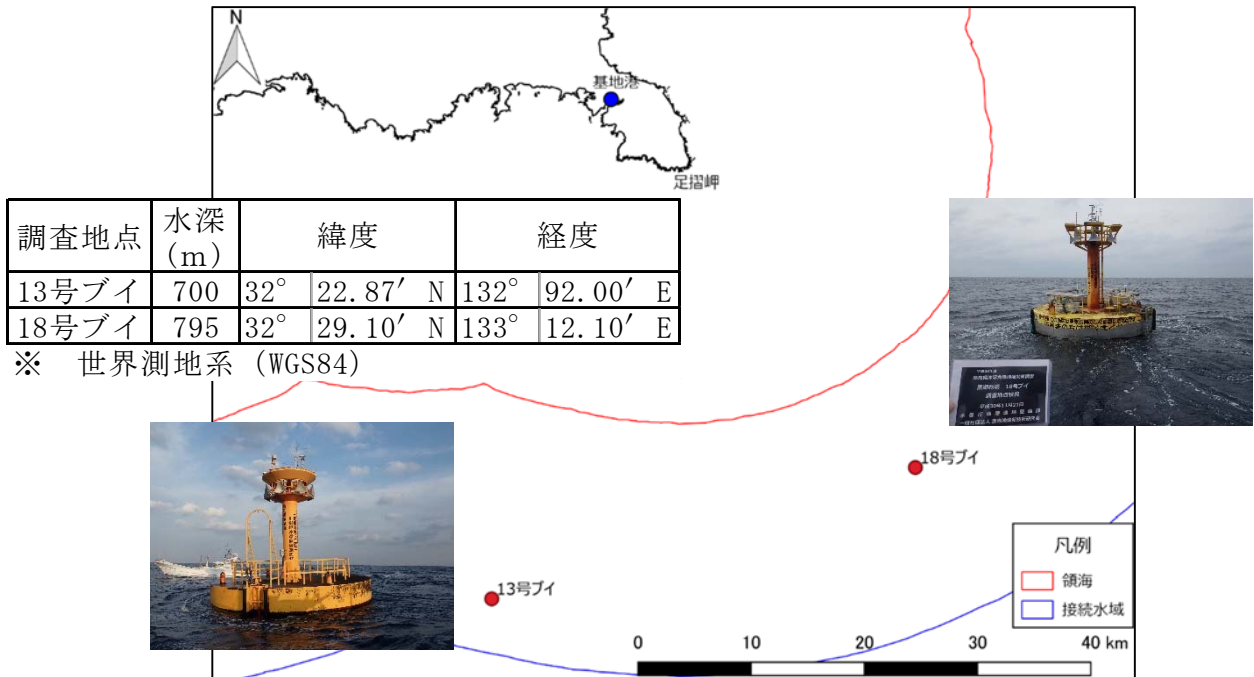 N
基地港
足摺岬
調査地点 水深(m) 緯度 経度
13号ブイ 700 32° 22.87′ N 132° 92.00′ E
18号ブイ 795 32° 29.10′ N 133° 12.10′ E
※ 世界測地系 (WGS84)
18号ブイ
13号ブイ
凡例
領海
接続水域
0 10 20 30 40 km